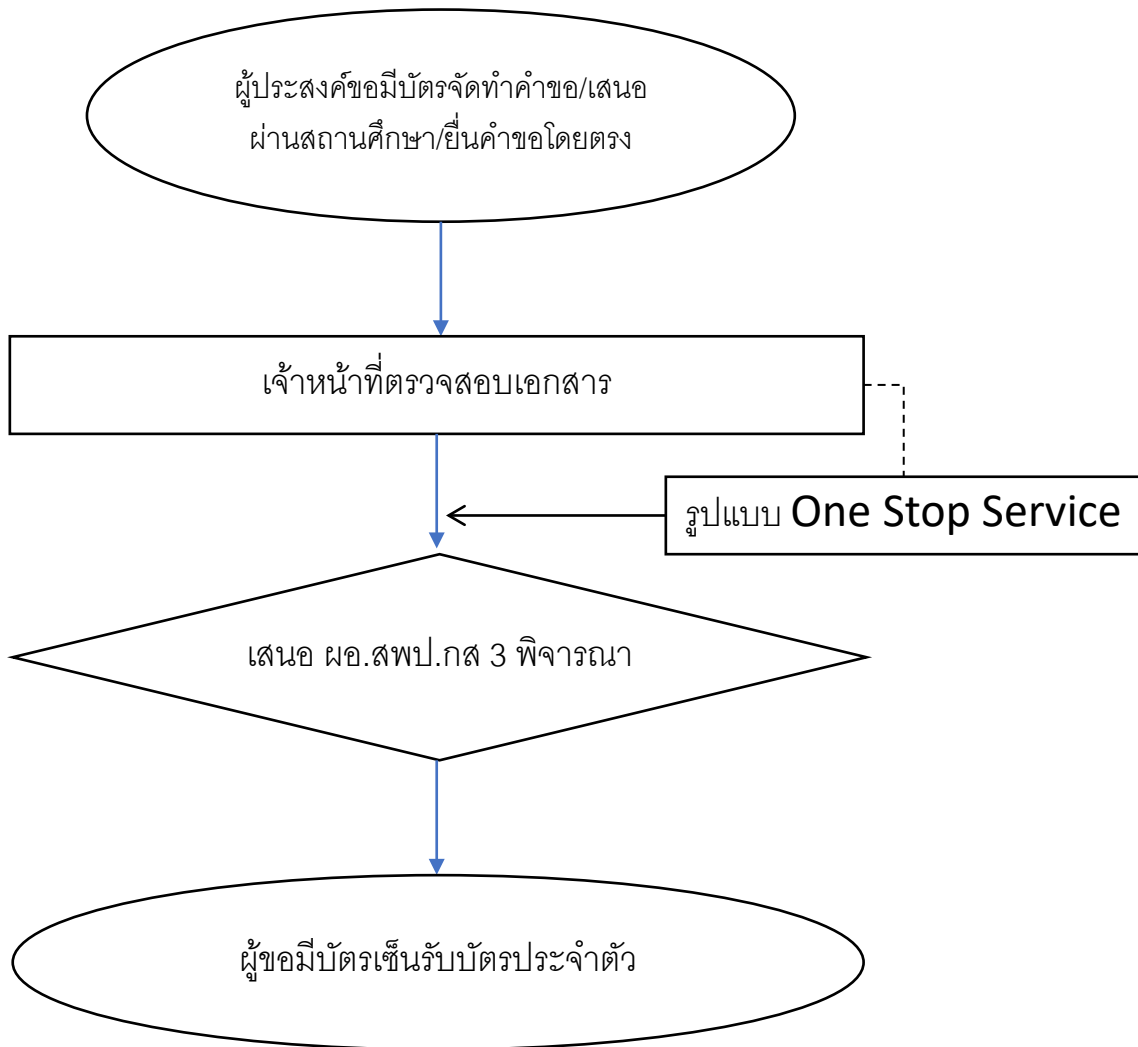 ผู้ประสงค์ขอมีบัตรจัดทำคำขอ/เสนอ
ผ่านสถานศึกษา/ยื่นคำขอโดยตรง
เจ้าหน้าที่ตรวจสอบเอกสาร
รูปแบบ One Stop Service
เสนอ ผอ.สพป.กส 3 พิจารณา
ผู้ขอมีบัตรเซ็นรับบัตรประจำตัว